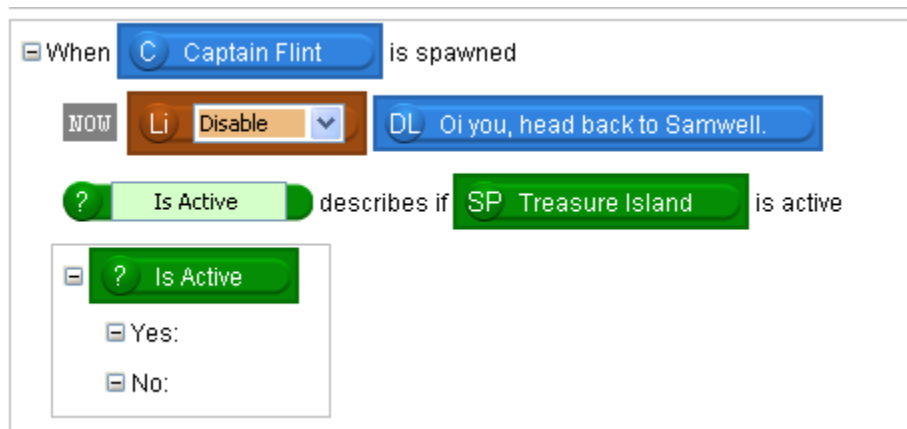 When C Captain Flint is spawned
NOW Li Disable DL Oi you, head back to Samwell.
? Is Active describes if SP Treasure Island is active
? Is Active
Yes:
No: